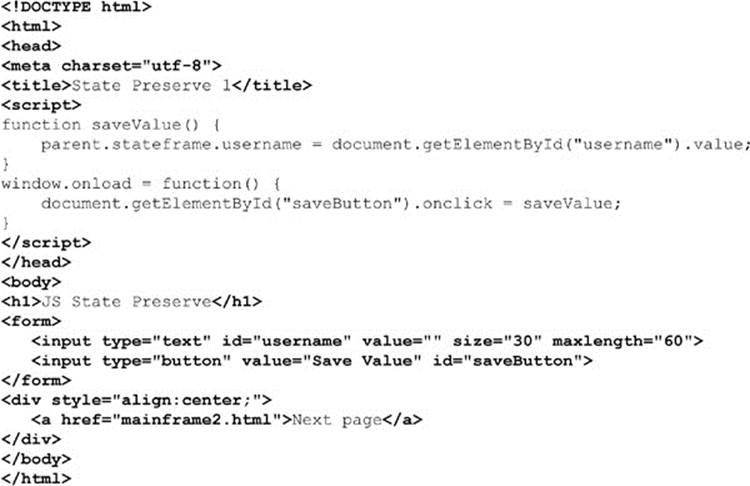 <!DOCTYPE html>
<html>
<head>
<meta charset="utf-8">
<title>State Preserve 1</title>
<script>
function saveValue() {
    parent.stateframe.username = document.getElementById("username").value;
}
window.onload = function() {
    document.getElementById("saveButton").onclick = saveValue;
}
</script>
</head>
<body>
<h1>JS State Preserve</h1>
<form>
   <input type="text" id="username" value="" size="30" maxlength="60">
   <input type="button" value="Save Value" id="saveButton">
</form>
<div style="align:center;">
   <a href="mainframe2.html">Next page</a>
</div>
</body>
</html>